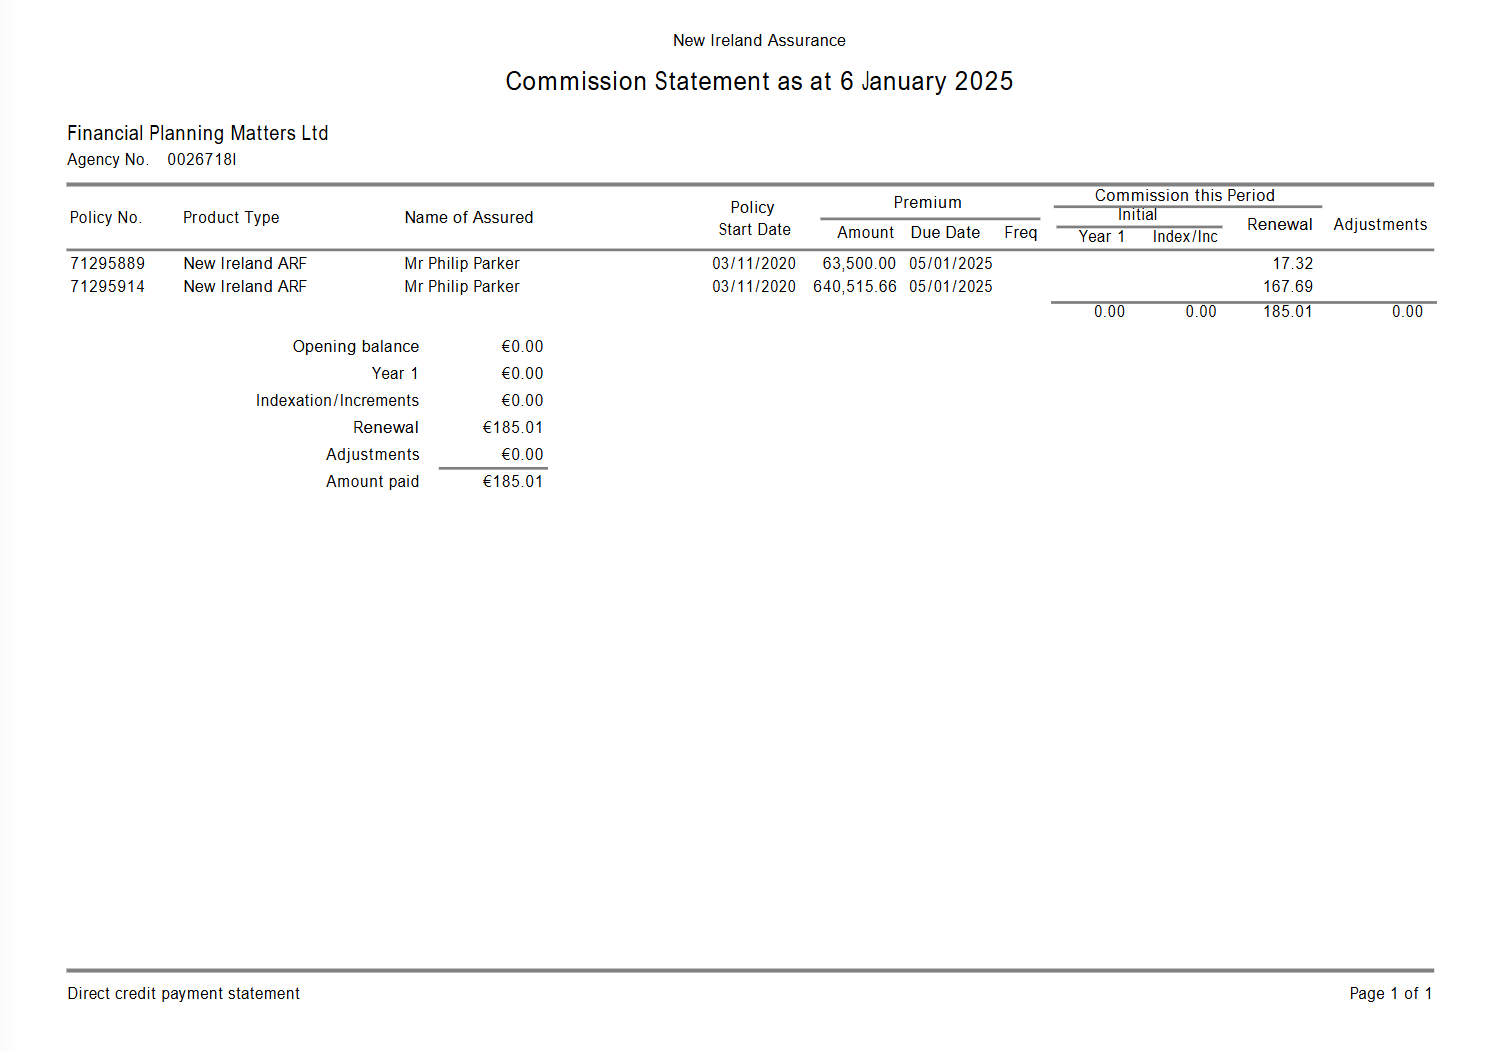 New Ireland Assurance
Commission Statement as at 6 January 2025
Financial Planning Matters Ltd
Agency No. 0026718I
Commission this Period
Policy No. Product Type Name of Assured Policy Start Date Premium Initial Renewal Adjustments
Amount Due Date Freq Year 1 Index/Inc
71295889 New Ireland ARF Mr Philip Parker 03/11/2020 63,500.00 05/01/2025 17.32
71295914 New Ireland ARF Mr Philip Parker 03/11/2020 640,515.66 05/01/2025 167.69
0.00 0.00 185.01 0.00
Opening balance €0.00
Year 1 €0.00
Indexation/Increments €0.00
Renewal €185.01
Adjustments €0.00
Amount paid €185.01
Direct credit payment statement Page 1 of 1